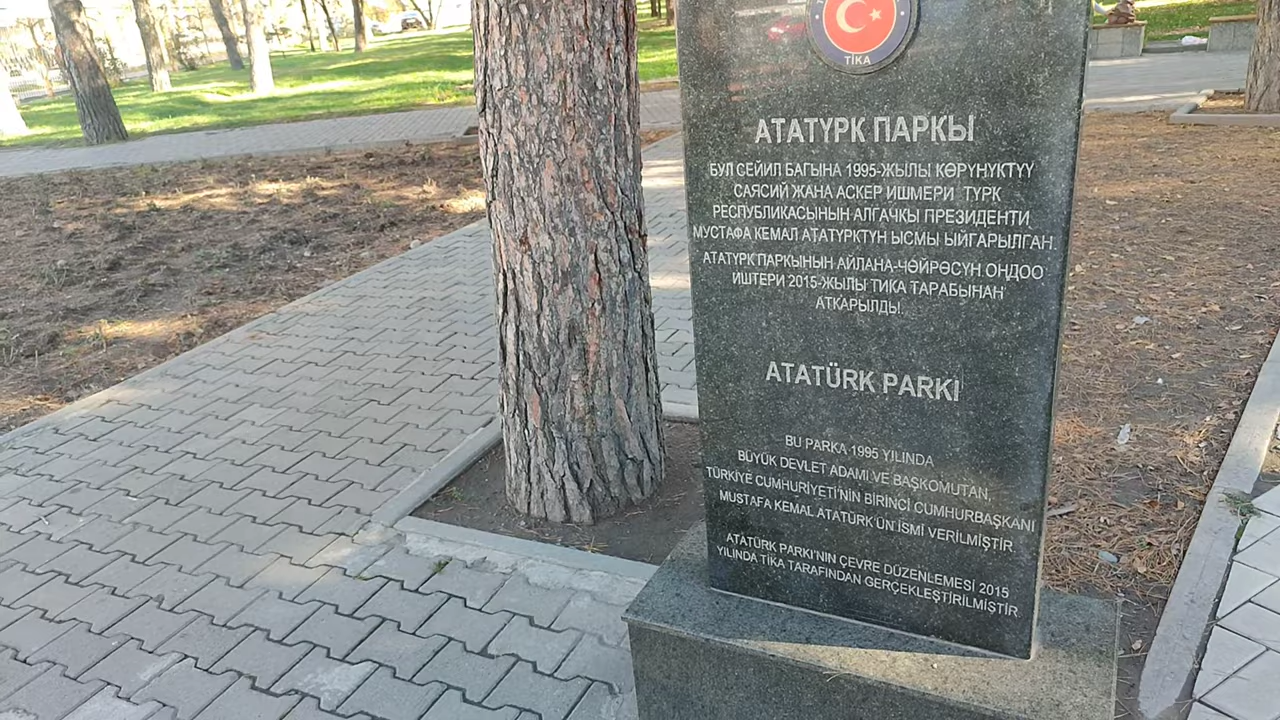 TİKA
АТАТҮРК ПАРКЫ
БУЛ СЕЙИЛ БАГЫНА 1995-ЖЫЛЫ КӨРҮНҮКТҮҮ
САЯСИЙ ЖАНА АСКЕР ИШМЕРИ ТҮРК
РЕСПУБЛИКАСЫНЫН АЛГАЧКЫ ПРЕЗИДЕНТИ
МУСТАФА КЕМАЛ АТАТҮРКТҮН ЫСМЫ ЫЙГАРЫЛГАН.
АТАТҮРК ПАРКЫНЫН АЙЛАНА-ЧӨЙРӨСҮН ОНДОО
ИШТЕРИ 2015-ЖЫЛЫ ТИКА ТАРАБЫНАН
АТКАРЫЛДЫ.
ATATÜRK PARKI
BU PARKA 1995 YILINDA
BÜYÜK DEVLET ADAMI VE BAŞKOMUTAN,
TÜRKİYE CUMHURİYETİ'NİN BİRİNCİ CUMHURBAŞKANI
MUSTAFA KEMAL ATATÜRK'ÜN İSMİ VERİLMİŞTİR.
ATATÜRK PARKI'NIN ÇEVRE DÜZENLEMESİ 2015
YILINDA TİKA TARAFINDAN GERÇEKLEŞTİRİLMİŞTİR